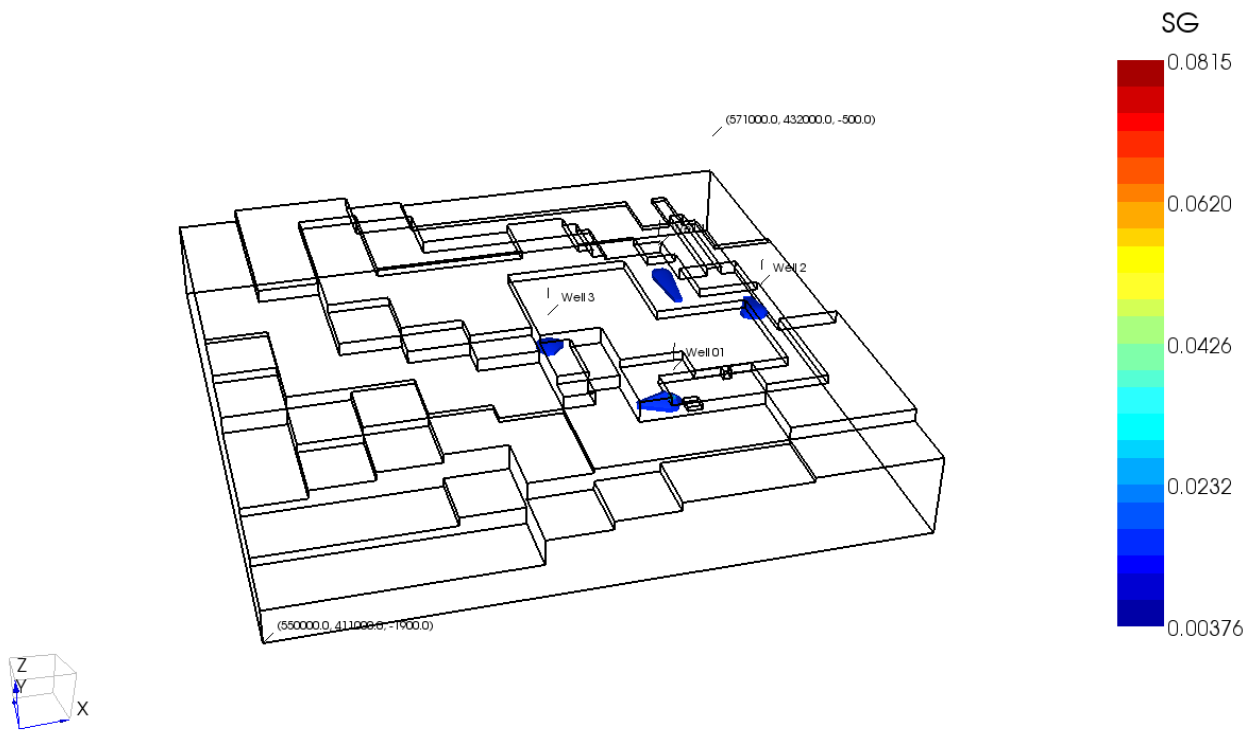 SG
0.0815
0.0620
0.0426
0.0232
0.00376
(571000.0, 432000.0, -500.0)
Well 2
Well 3
Well 01
(550000.0, 411000.0, -1900.0)
Z
Y
X